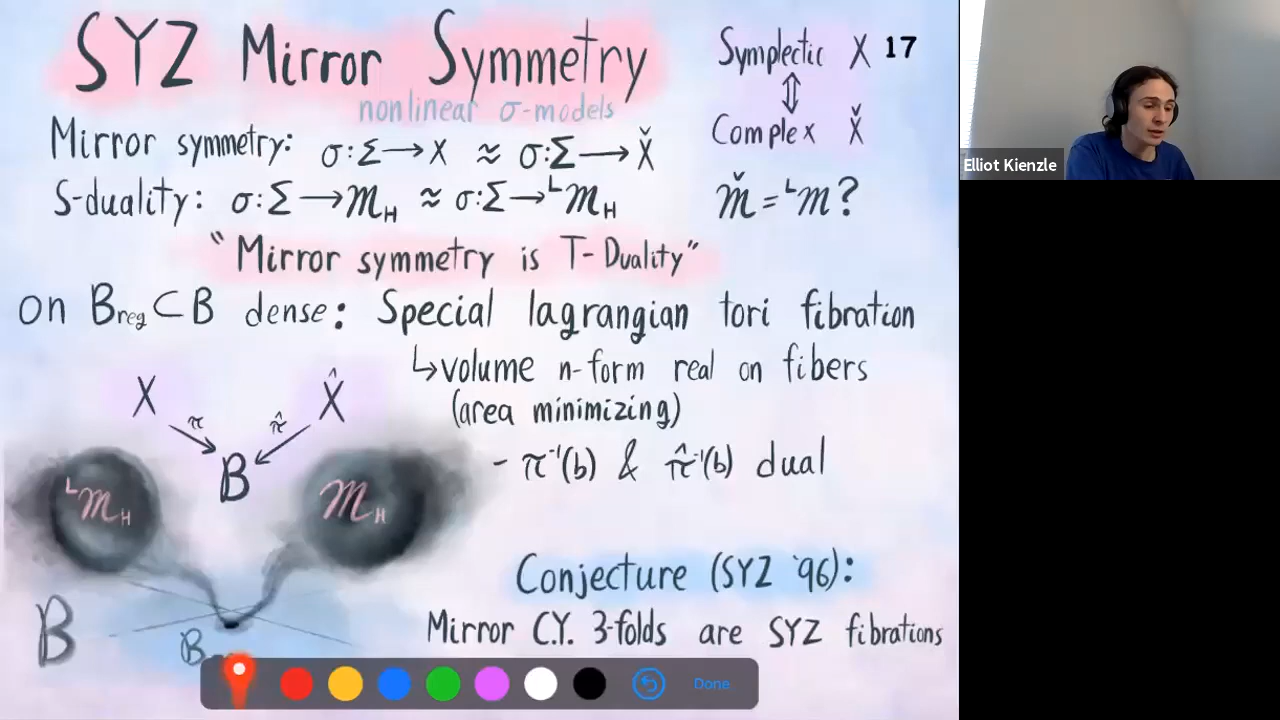 SYZ Mirror Symmetry
nonlinear σ-models
Symplectic X 17
⇕
Complex X̌
Mirror symmetry: σ:Σ→X ≈ σ:Σ→X̌
S-duality: σ:Σ→𝓜_H ≈ σ:Σ→ᴸ𝓜_H
𝓜̌ = ᴸ𝓜?
"Mirror symmetry is T-Duality"
on B_reg ⊂ B dense: Special lagrangian tori fibration
↳volume n-form real on fibers
(area minimizing)
- π⁻¹(b) & π̂⁻¹(b) dual
X X̂
π π̂
B
ᴸ𝓜_H 𝓜_H
B
B
Conjecture (SYZ '96):
Mirror C.Y. 3-folds are SYZ fibrations
Done
Elliot Kienzle